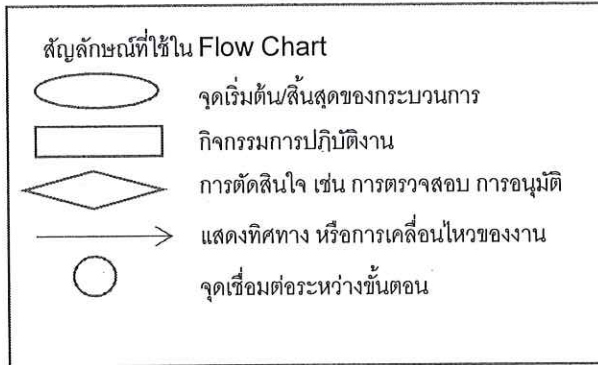 สัญลักษณ์ที่ใช้ใน Flow Chart
จุดเริ่มต้น/สิ้นสุดของกระบวนการ
กิจกรรมการปฏิบัติงาน
การตัดสินใจ เช่น การตรวจสอบ การอนุมัติ
แสดงทิศทาง หรือการเคลื่อนไหวของงาน
จุดเชื่อมต่อระหว่างขั้นตอน